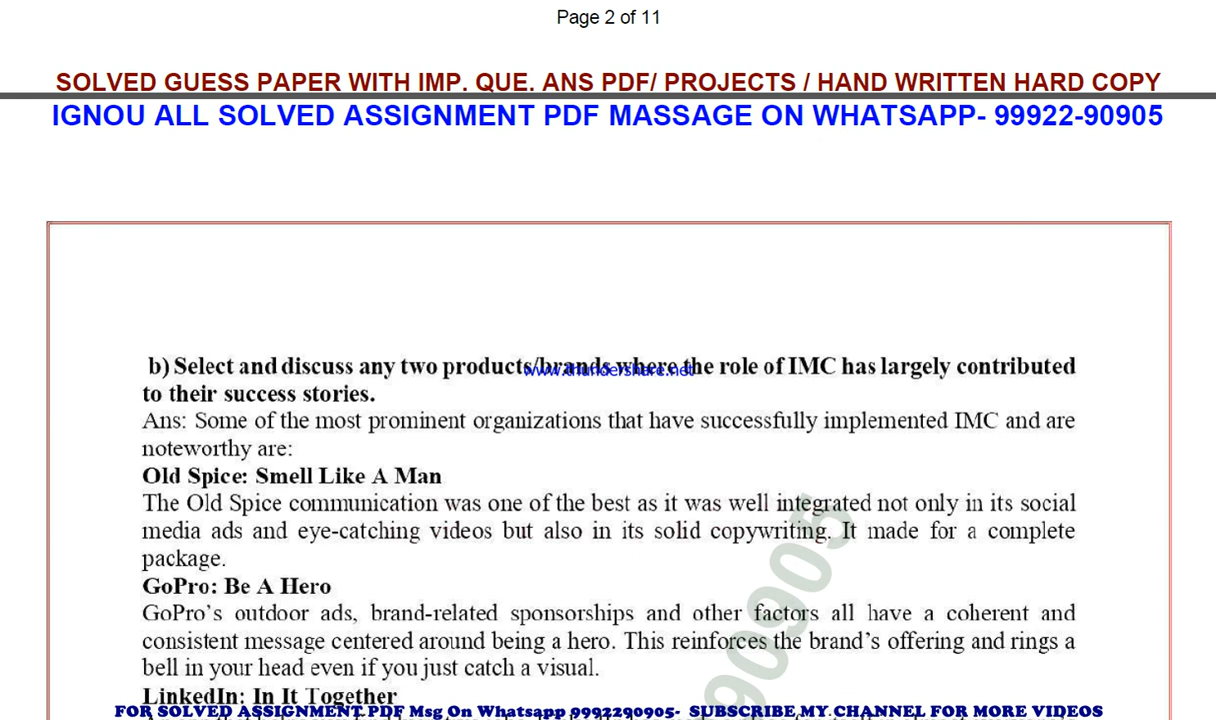 Page 2 of 11
SOLVED GUESS PAPER WITH IMP. QUE. ANS PDF/ PROJECTS / HAND WRITTEN HARD COPY
IGNOU ALL SOLVED ASSIGNMENT PDF MASSAGE ON WHATSAPP- 99922-90905
b) Select and discuss any two products/brands where the role of IMC has largely contributed
www.thundershare.net
to their success stories.
Ans: Some of the most prominent organizations that have successfully implemented IMC and are
noteworthy are:
Old Spice: Smell Like A Man
The Old Spice communication was one of the best as it was well integrated not only in its social
media ads and eye-catching videos but also in its solid copywriting. It made for a complete
package.
GoPro: Be A Hero
GoPro's outdoor ads, brand-related sponsorships and other factors all have a coherent and
consistent message centered around being a hero. This reinforces the brand's offering and rings a
bell in your head even if you just catch a visual.
90905
LinkedIn: In It Together
FOR SOLVED ASSIGNMENT PDF Msg On Whatsapp 9992290905- SUBSCRIBE MY CHANNEL FOR MORE VIDEOS